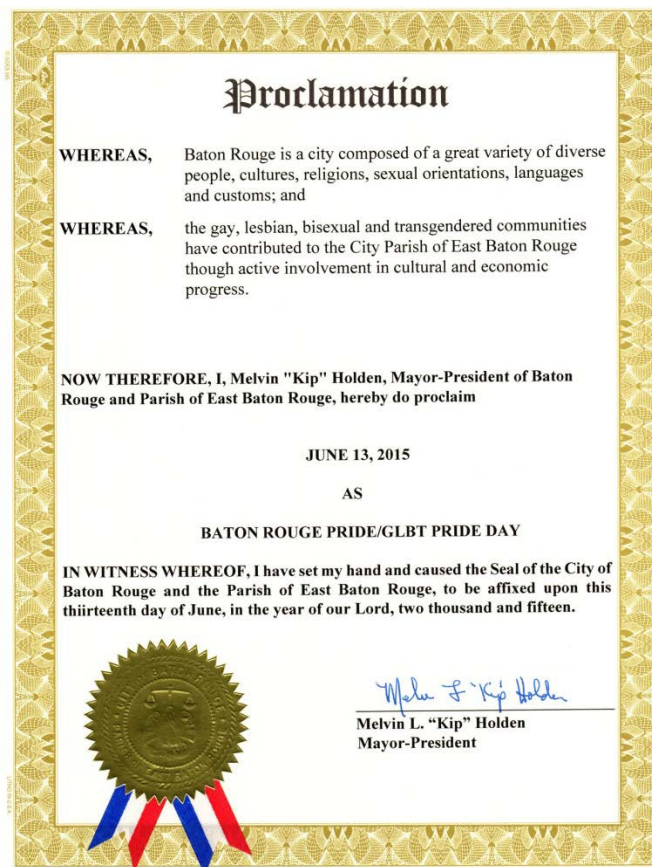 Proclamation
WHEREAS, Baton Rouge is a city composed of a great variety of diverse
people, cultures, religions, sexual orientations, languages
and customs; and
WHEREAS, the gay, lesbian, bisexual and transgendered communities
have contributed to the City Parish of East Baton Rouge
though active involvement in cultural and economic
progress.
NOW THEREFORE, I, Melvin "Kip" Holden, Mayor-President of Baton
Rouge and Parish of East Baton Rouge, hereby do proclaim
JUNE 13, 2015
AS
BATON ROUGE PRIDE/GLBT PRIDE DAY
IN WITNESS WHEREOF, I have set my hand and caused the Seal of the City of
Baton Rouge and the Parish of East Baton Rouge, to be affixed upon this
thiirteenth day of June, in the year of our Lord, two thousand and fifteen.
Melvin L. “Kip” Holden
Mayor-President